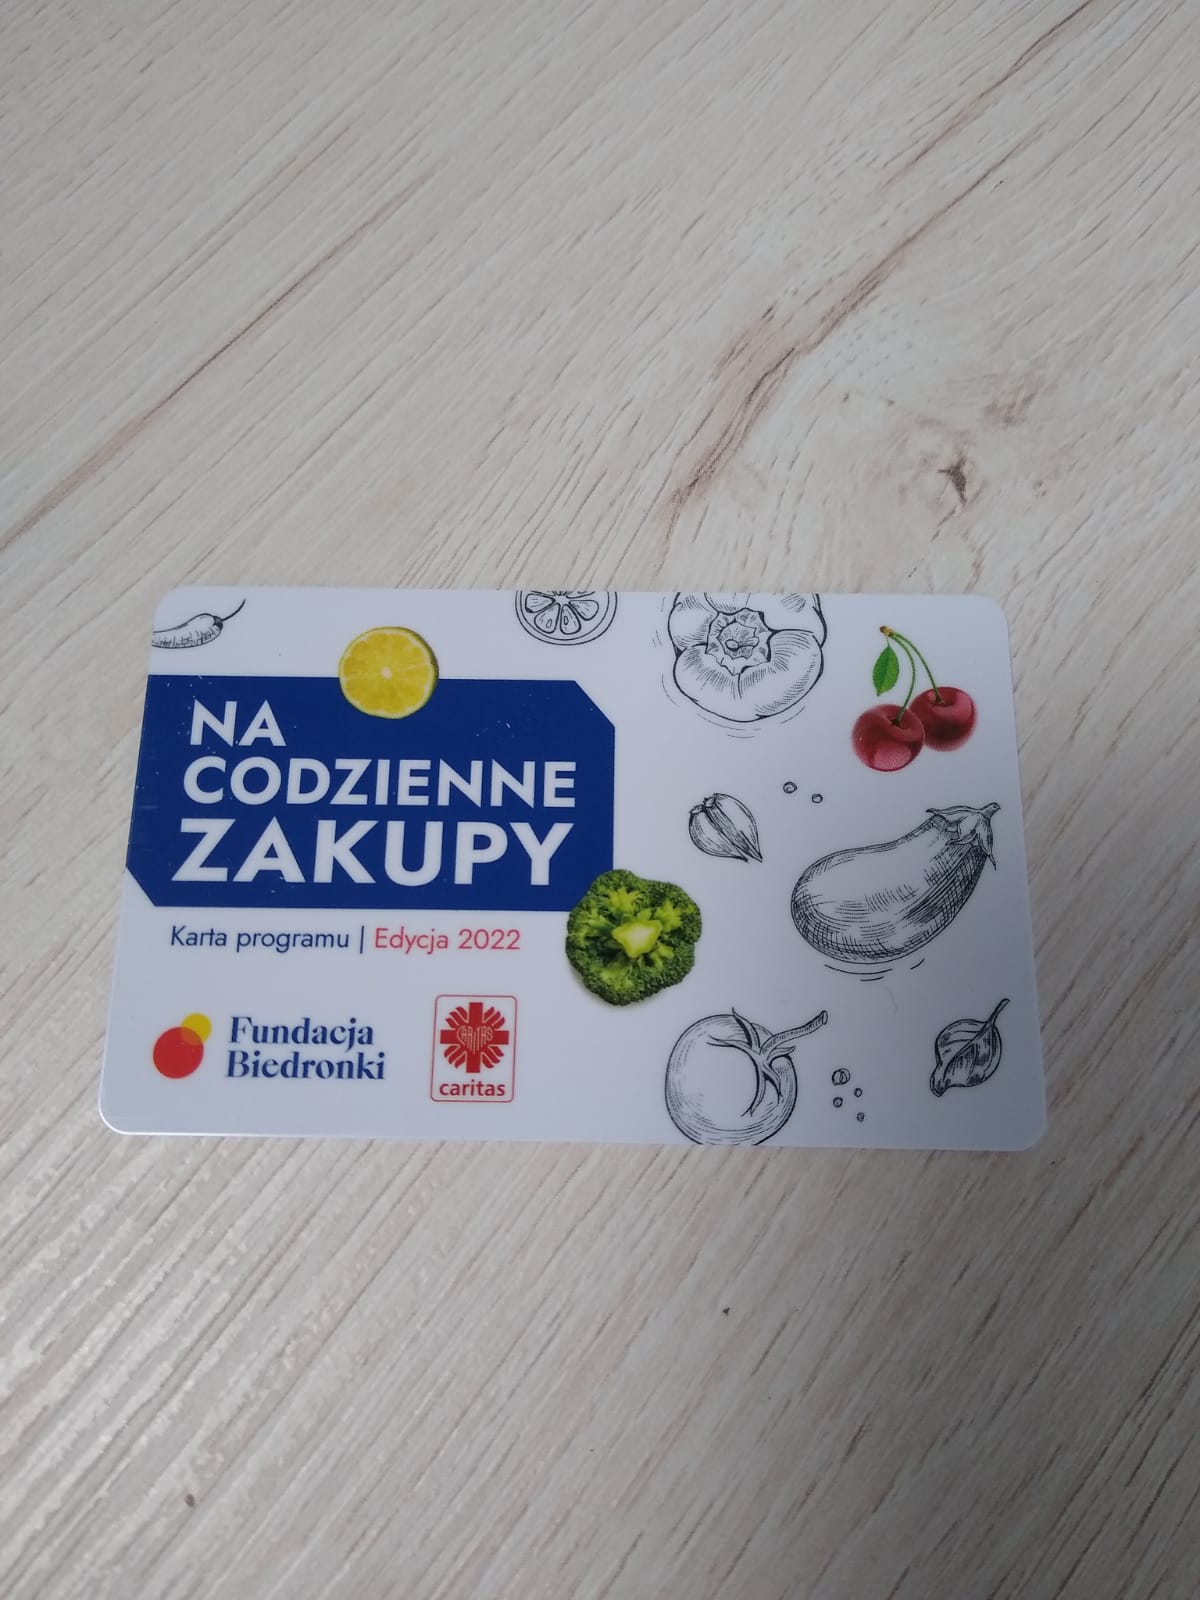 NA
CODZIENNE
ZAKUPY
Karta programu | Edycja 2022
Fundacja
Biedronki
CARITAS
caritas